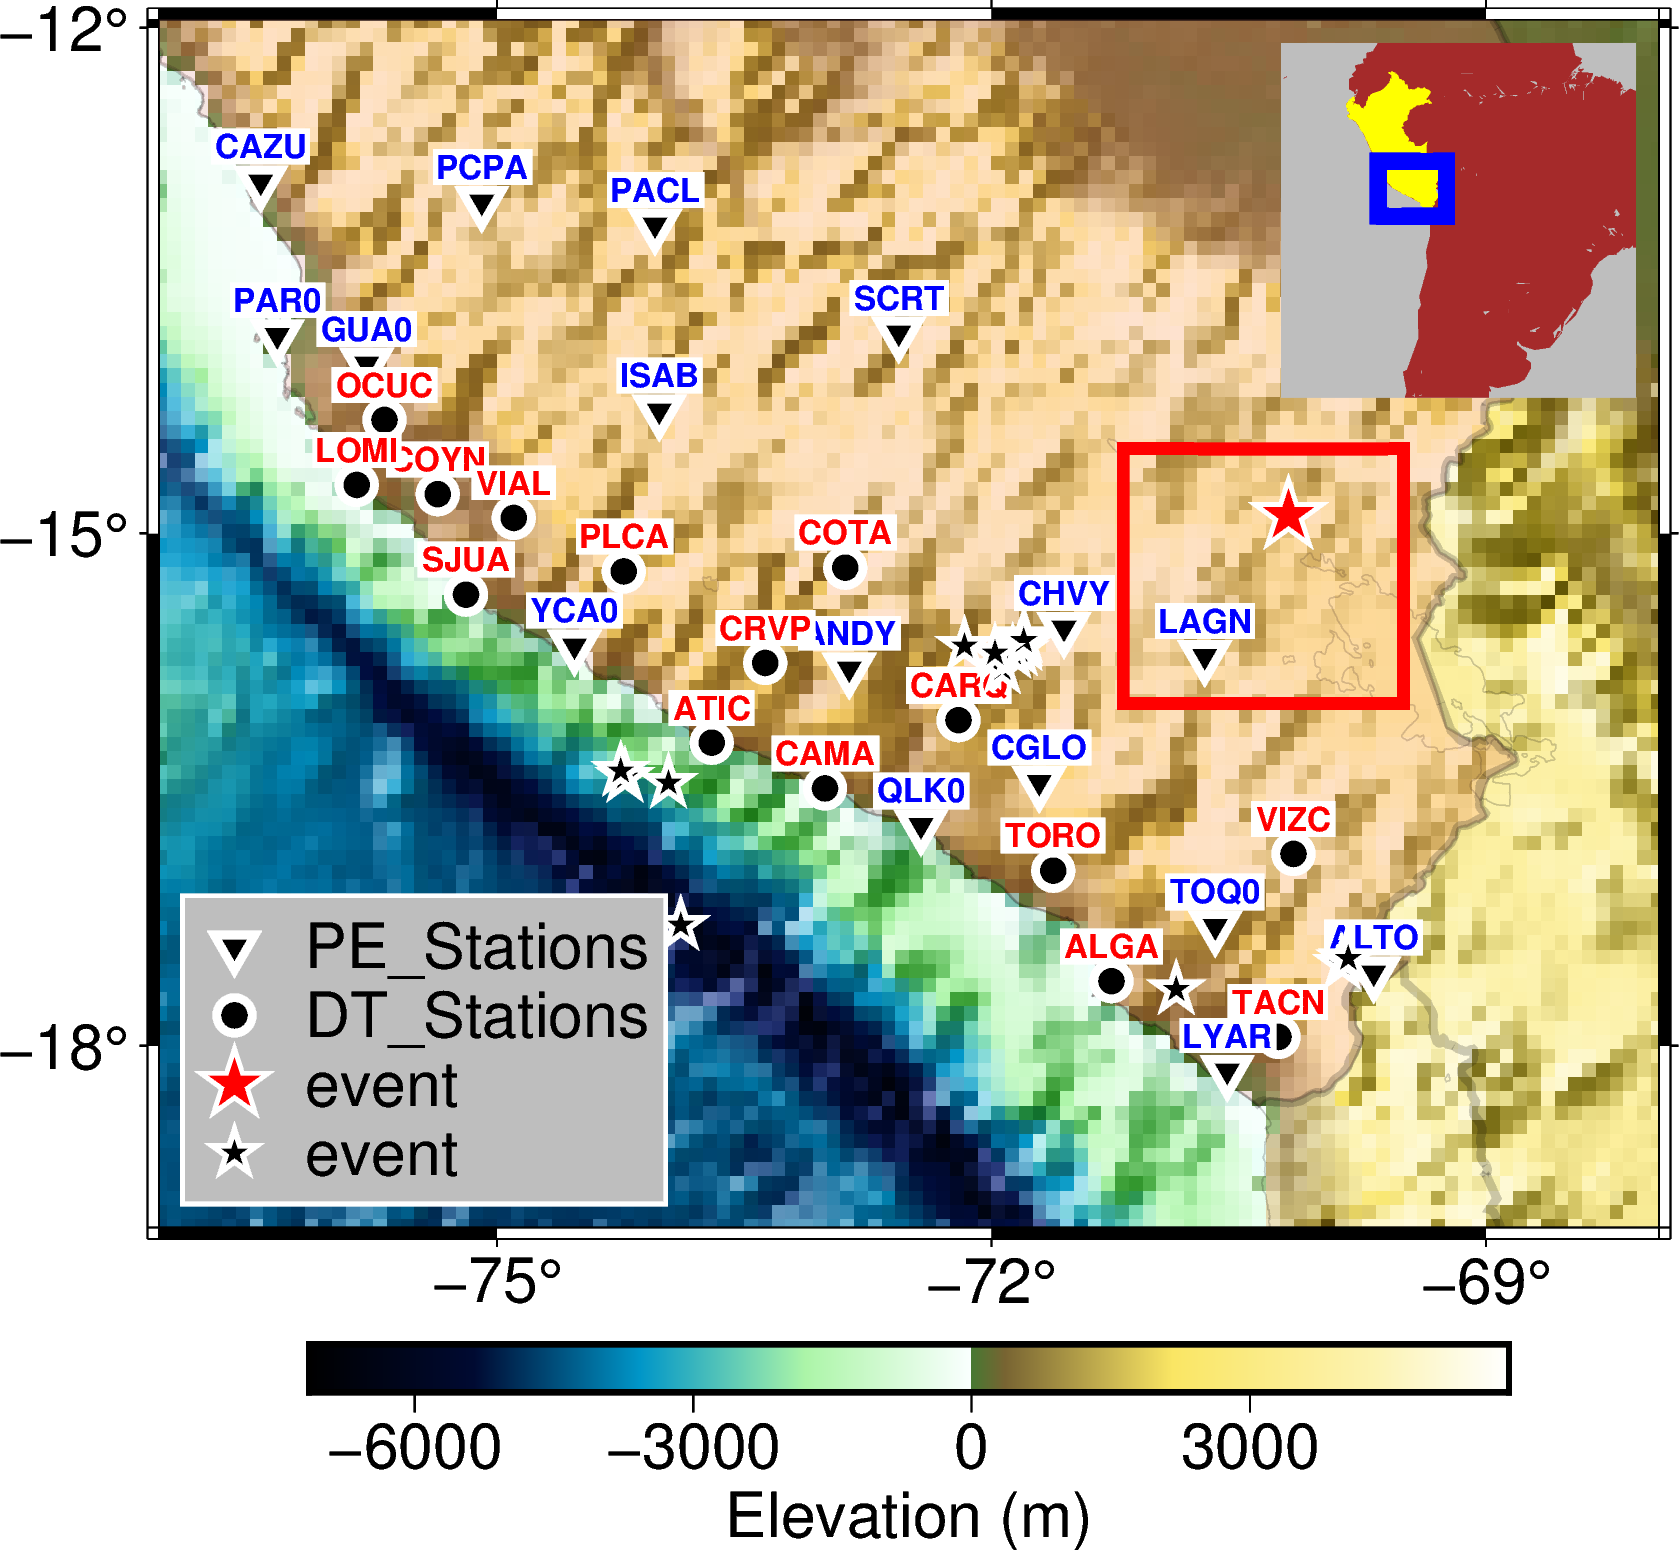 −12°
CAZU
PCPA
PACL
PAR0
SCRT
GUA0
ISAB
OCUC
LOMI
COYN
VIAL
−15°
PLCA
COTA
SJUA
YCA0
CHVY
CRVP
ANDY
LAGN
CARQ
ATIC
CAMA
CGLO
QLK0
TORO
VIZC
TOQ0
ALGA
ALTO
TACN
LYAR
−18°
PE_Stations
DT_Stations
event
event
−75°
−72°
−69°
−6000
−3000
0
3000
Elevation (m)